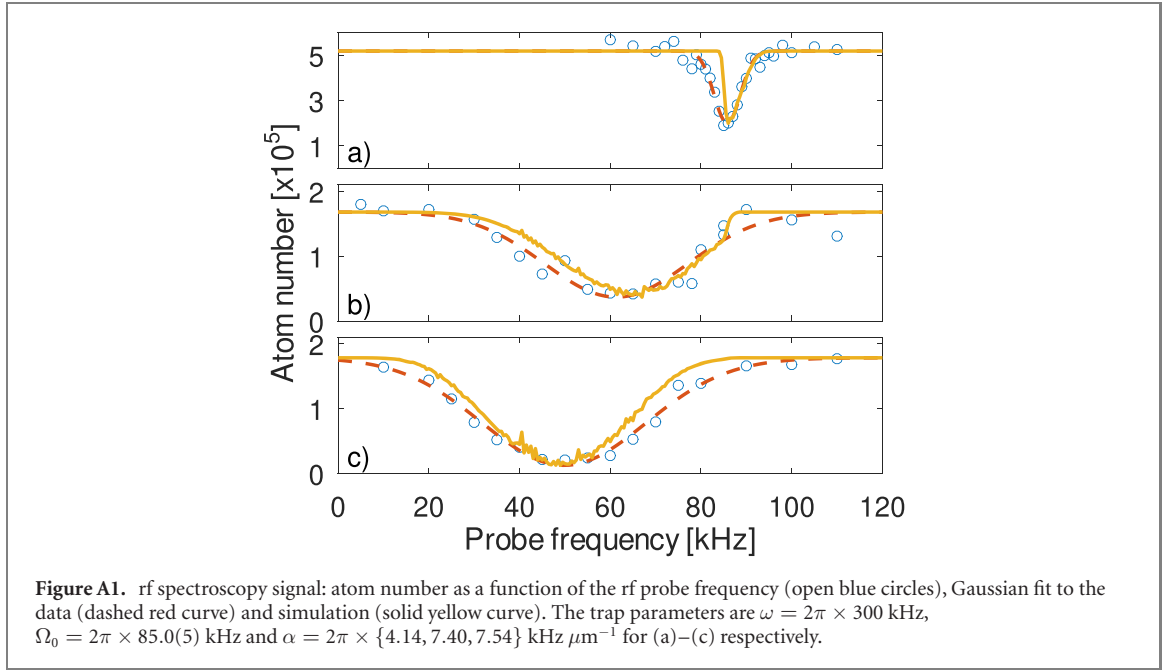 5
3
1
a)
2
1
0
b)
2
1
0
c)
Atom number [x10⁵]
0 20 40 60 80 100 120
Probe frequency [kHz]
Figure A1. rf spectroscopy signal: atom number as a function of the rf probe frequency (open blue circles), Gaussian fit to the
data (dashed red curve) and simulation (solid yellow curve). The trap parameters are ω = 2π × 300 kHz,
Ω₀ = 2π × 85.0(5) kHz and α = 2π × {4.14, 7.40, 7.54} kHz μm⁻¹ for (a)–(c) respectively.